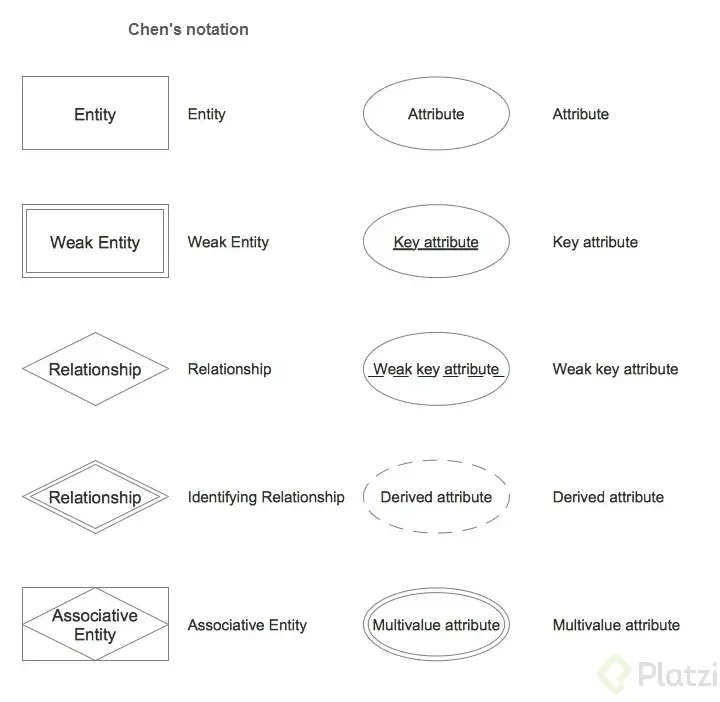 Chen's notation
Entity
Entity
Attribute
Attribute
Weak Entity
Weak Entity
Key attribute
Key attribute
Relationship
Relationship
Weak key attribute
Weak key attribute
Relationship
Identifying Relationship
Derived attribute
Derived attribute
Associative
Entity
Associative Entity
Multivalue attribute
Multivalue attribute
Platzi